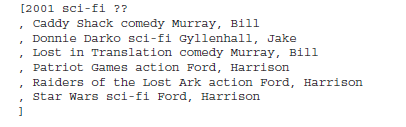 [2001 sci-fi ??
, Caddy Shack comedy Murray, Bill
, Donnie Darko sci-fi Gyllenhall, Jake
, Lost in Translation comedy Murray, Bill
, Patriot Games action Ford, Harrison
, Raiders of the Lost Ark action Ford, Harrison
, Star Wars sci-fi Ford, Harrison
]